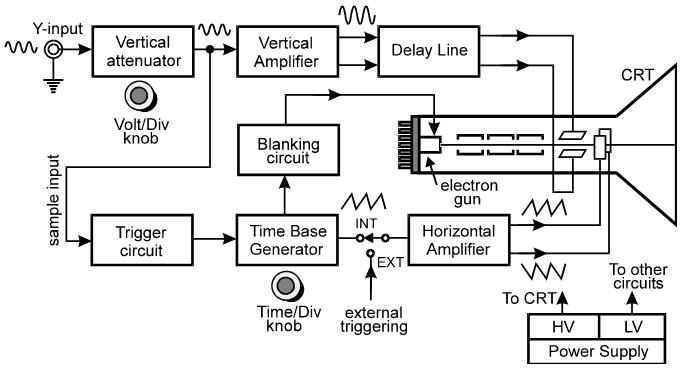 Y-input
Vertical
attenuator
Volt/Div
knob
Vertical
Amplifier
Delay Line
CRT
Blanking
circuit
electron
gun
sample input
Trigger
circuit
Time Base
Generator
Time/Div
knob
INT
EXT
external
triggering
Horizontal
Amplifier
To CRT
To other
circuits
HV
LV
Power Supply